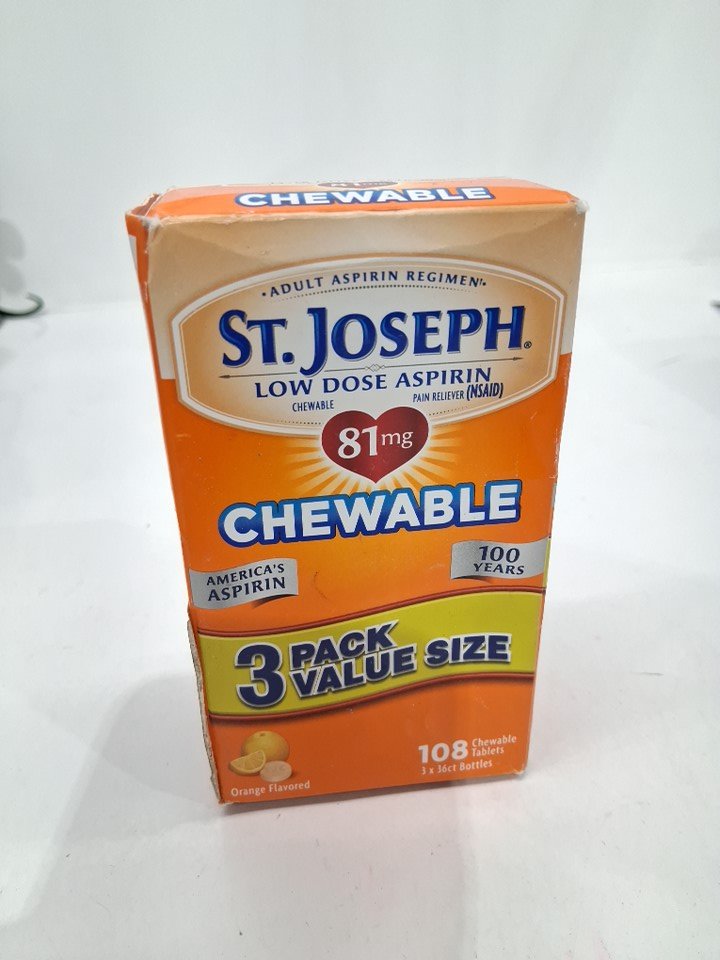 CHEWABLE
•ADULT ASPIRIN REGIMEN•
ST. JOSEPH®
LOW DOSE ASPIRIN
CHEWABLE PAIN RELIEVER (NSAID)
81mg
CHEWABLE
AMERICA'S
ASPIRIN
100
YEARS
3 PACK
VALUE SIZE
108 Chewable
Tablets
3 x 36ct Bottles
Orange Flavored